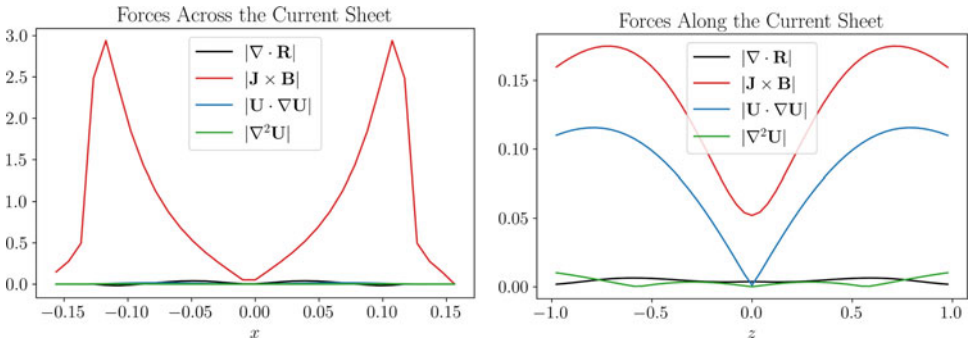 Forces Across the Current Sheet
3.0
2.5
2.0
1.5
1.0
0.5
0.0
|∇ · R|
|J × B|
|U · ∇U|
|∇²U|
−0.15 −0.10 −0.05 0.00 0.05 0.10 0.15
x
Forces Along the Current Sheet
0.15
0.10
0.05
0.00
|∇ · R|
|J × B|
|U · ∇U|
|∇²U|
−1.0 −0.5 0.0 0.5 1.0
z